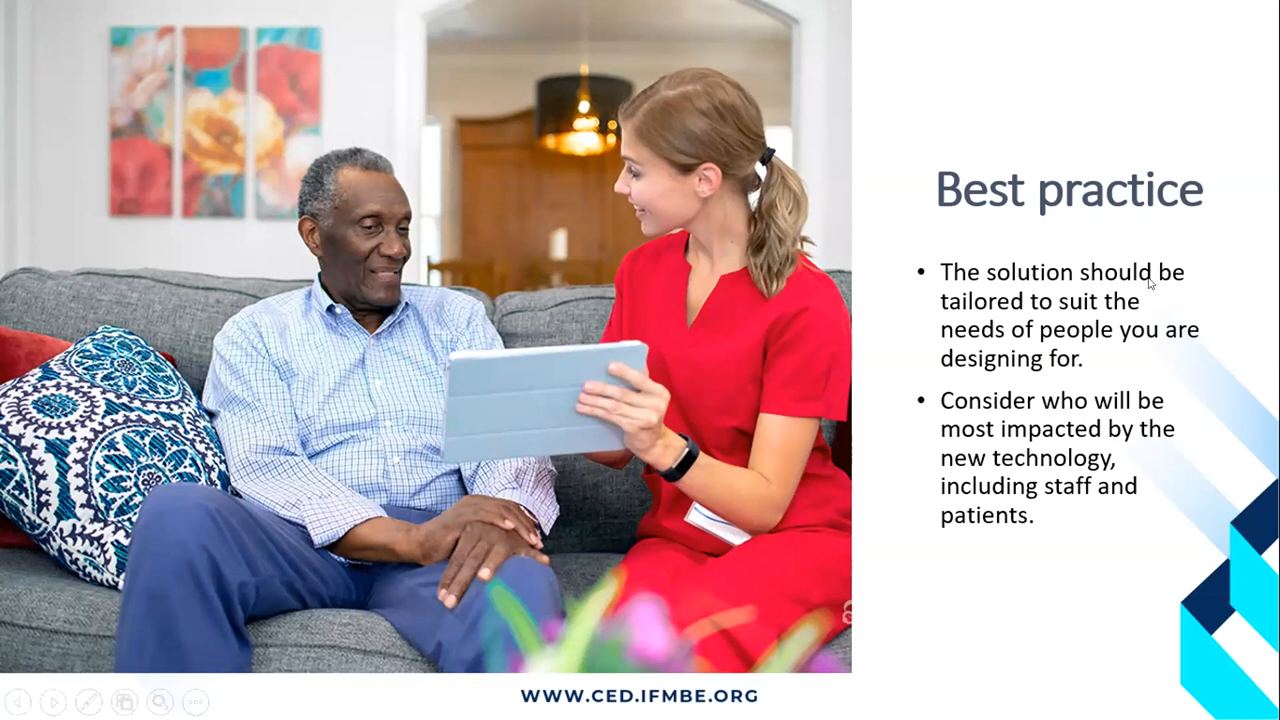 Best practice
• The solution should be
tailored to suit the
needs of people you are
designing for.
• Consider who will be
most impacted by the
new technology,
including staff and
patients.
WWW.CED.IFMBE.ORG